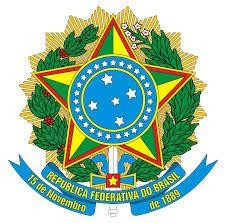 REPÚBLICA FEDERATIVA DO BRASIL
15 de Novembro
de 1889